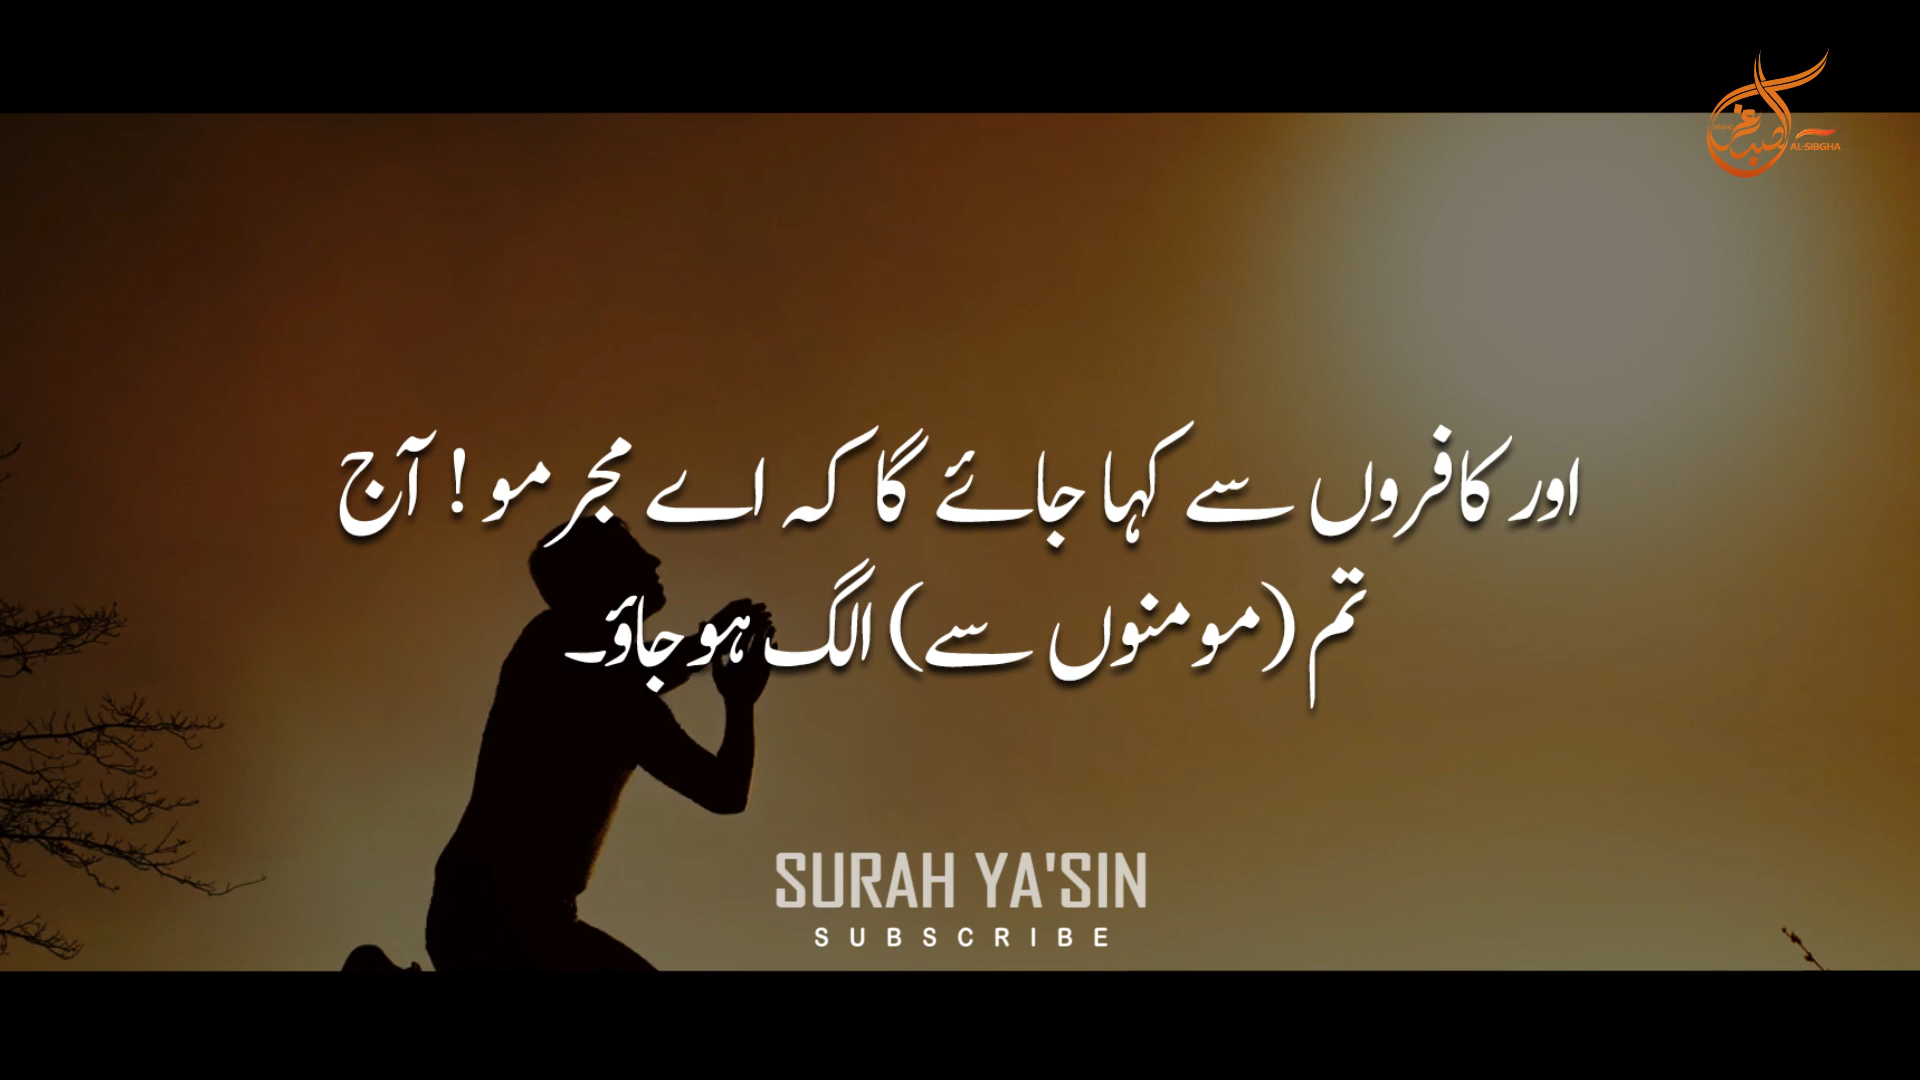 AL-SIBGHA
اور کافروں سے کہا جائے گا کہ اے مجرمو ! آج
تم (مومنوں سے) الگ ہو جاؤ۔
SURAH YA'SIN
SUBSCRIBE